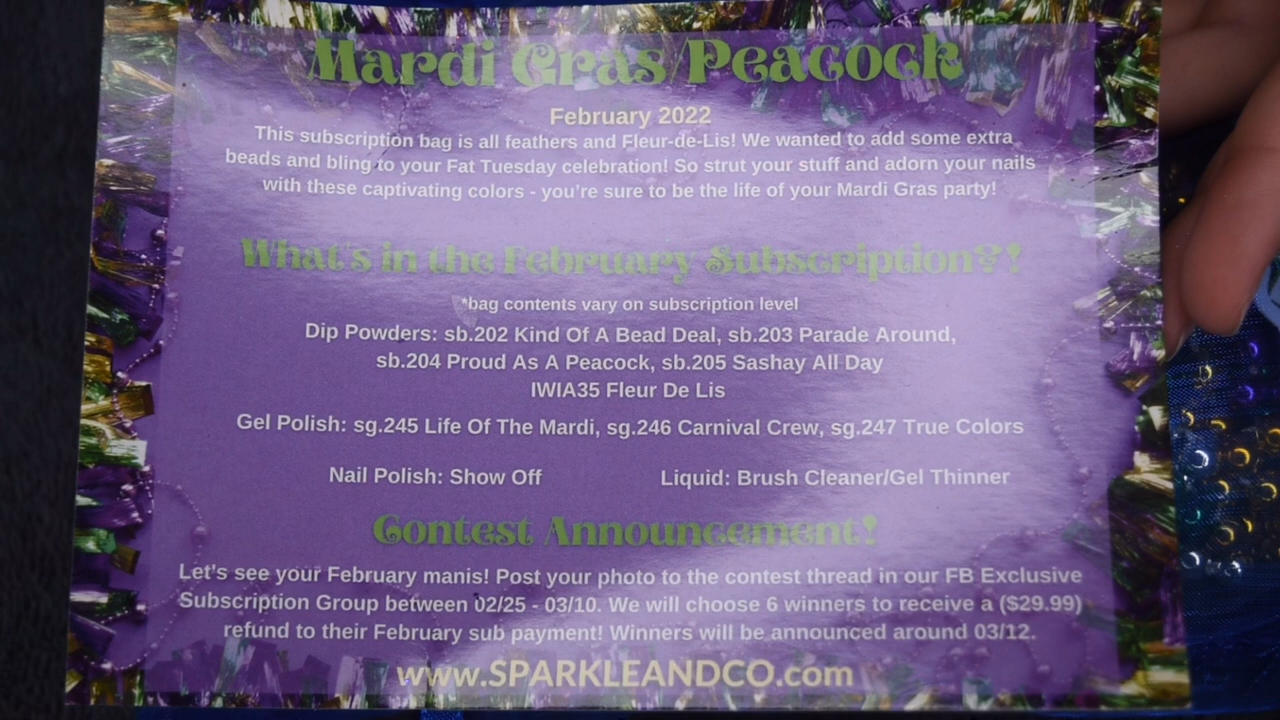 Mardi Gras/Peacock
February 2022
This subscription bag is all feathers and Fleur-de-Lis! We wanted to add some extra
beads and bling to your Fat Tuesday celebration! So strut your stuff and adorn your nails
with these captivating colors - you're sure to be the life of your Mardi Gras party!
What's in the February Subscription?!
*bag contents vary on subscription level
Dip Powders: sb.202 Kind Of A Bead Deal, sb.203 Parade Around,
sb.204 Proud As A Peacock, sb.205 Sashay All Day
IWIA35 Fleur De Lis
Gel Polish: sg.245 Life Of The Mardi, sg.246 Carnival Crew, sg.247 True Colors
Nail Polish: Show Off Liquid: Brush Cleaner/Gel Thinner
Contest Announcement!
Let's see your February manis! Post your photo to the contest thread in our FB Exclusive
Subscription Group between 02/25 - 03/10. We will choose 6 winners to receive a ($29.99)
refund to their February sub payment! Winners will be announced around 03/12.
www.SPARKLEANDCO.com